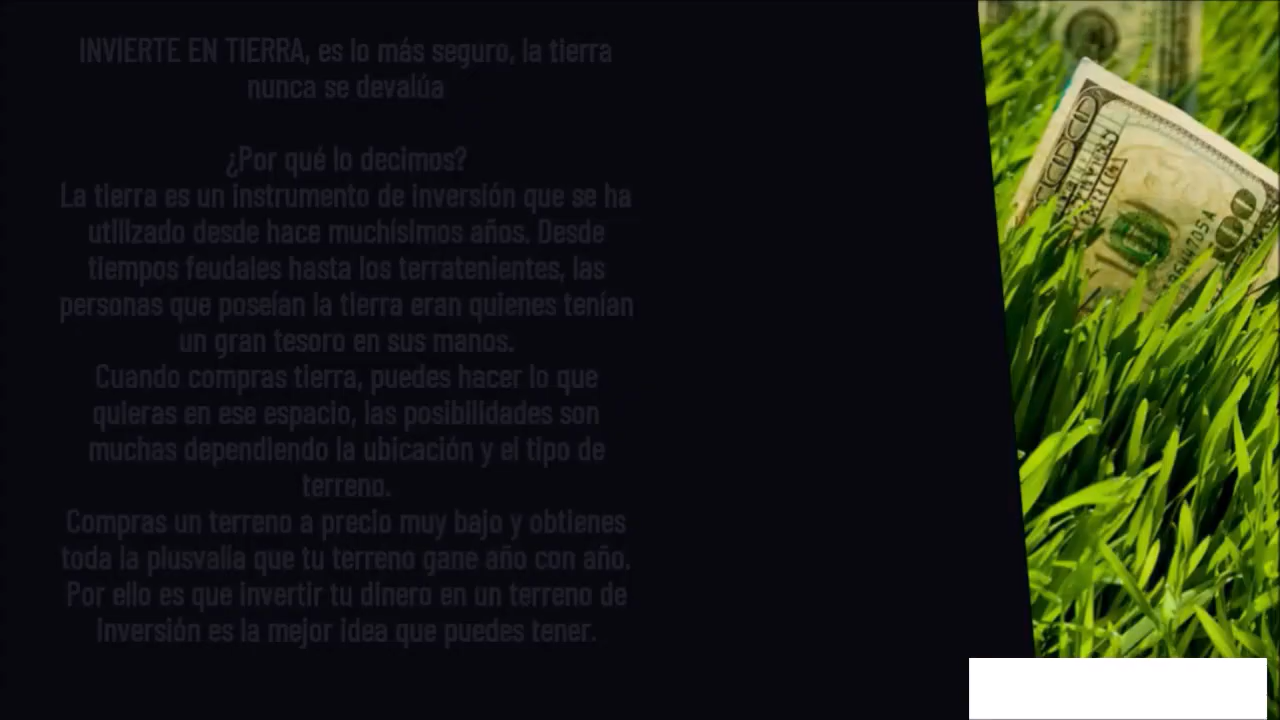 INVIERTE EN TIERRA, es lo más seguro, la tierra
nunca se devalúa
¿Por qué lo decimos?
La tierra es un instrumento de inversión que se ha
utilizado desde hace muchísimos años. Desde
tiempos feudales hasta los terratenientes, las
personas que poseían la tierra eran quienes tenían
un gran tesoro en sus manos.
Cuando compras tierra, puedes hacer lo que
quieras en ese espacio, las posibilidades son
muchas dependiendo la ubicación y el tipo de
terreno.
Compras un terreno a precio muy bajo y obtienes
toda la plusvalía que tu terreno gane año con año.
Por ello es que invertir tu dinero en un terreno de
inversión es la mejor idea que puedes tener.
100